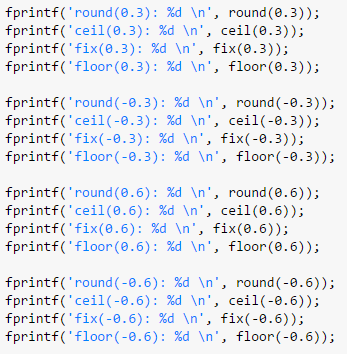 fprintf('round(0.3): %d \n', round(0.3));
fprintf('ceil(0.3): %d \n', ceil(0.3));
fprintf('fix(0.3): %d \n', fix(0.3));
fprintf('floor(0.3): %d \n', floor(0.3));
fprintf('round(-0.3): %d \n', round(-0.3));
fprintf('ceil(-0.3): %d \n', ceil(-0.3));
fprintf('fix(-0.3): %d \n', fix(-0.3));
fprintf('floor(-0.3): %d \n', floor(-0.3));
fprintf('round(0.6): %d \n', round(0.6));
fprintf('ceil(0.6): %d \n', ceil(0.6));
fprintf('fix(0.6): %d \n', fix(0.6));
fprintf('floor(0.6): %d \n', floor(0.6));
fprintf('round(-0.6): %d \n', round(-0.6));
fprintf('ceil(-0.6): %d \n', ceil(-0.6));
fprintf('fix(-0.6): %d \n', fix(-0.6));
fprintf('floor(-0.6): %d \n', floor(-0.6));